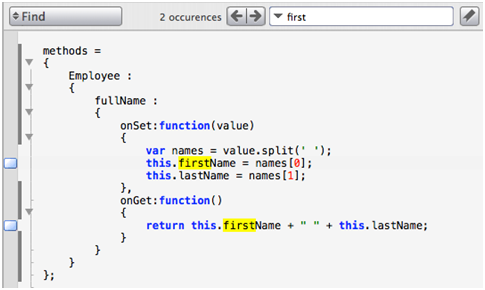 Find 2 occurences first
methods =
{
Employee :
{
fullName :
{
onSet:function(value)
{
var names = value.split(' ');
this.firstName = names[0];
this.lastName = names[1];
},
onGet:function()
{
return this.firstName + " " + this.lastName;
}
}
}
};